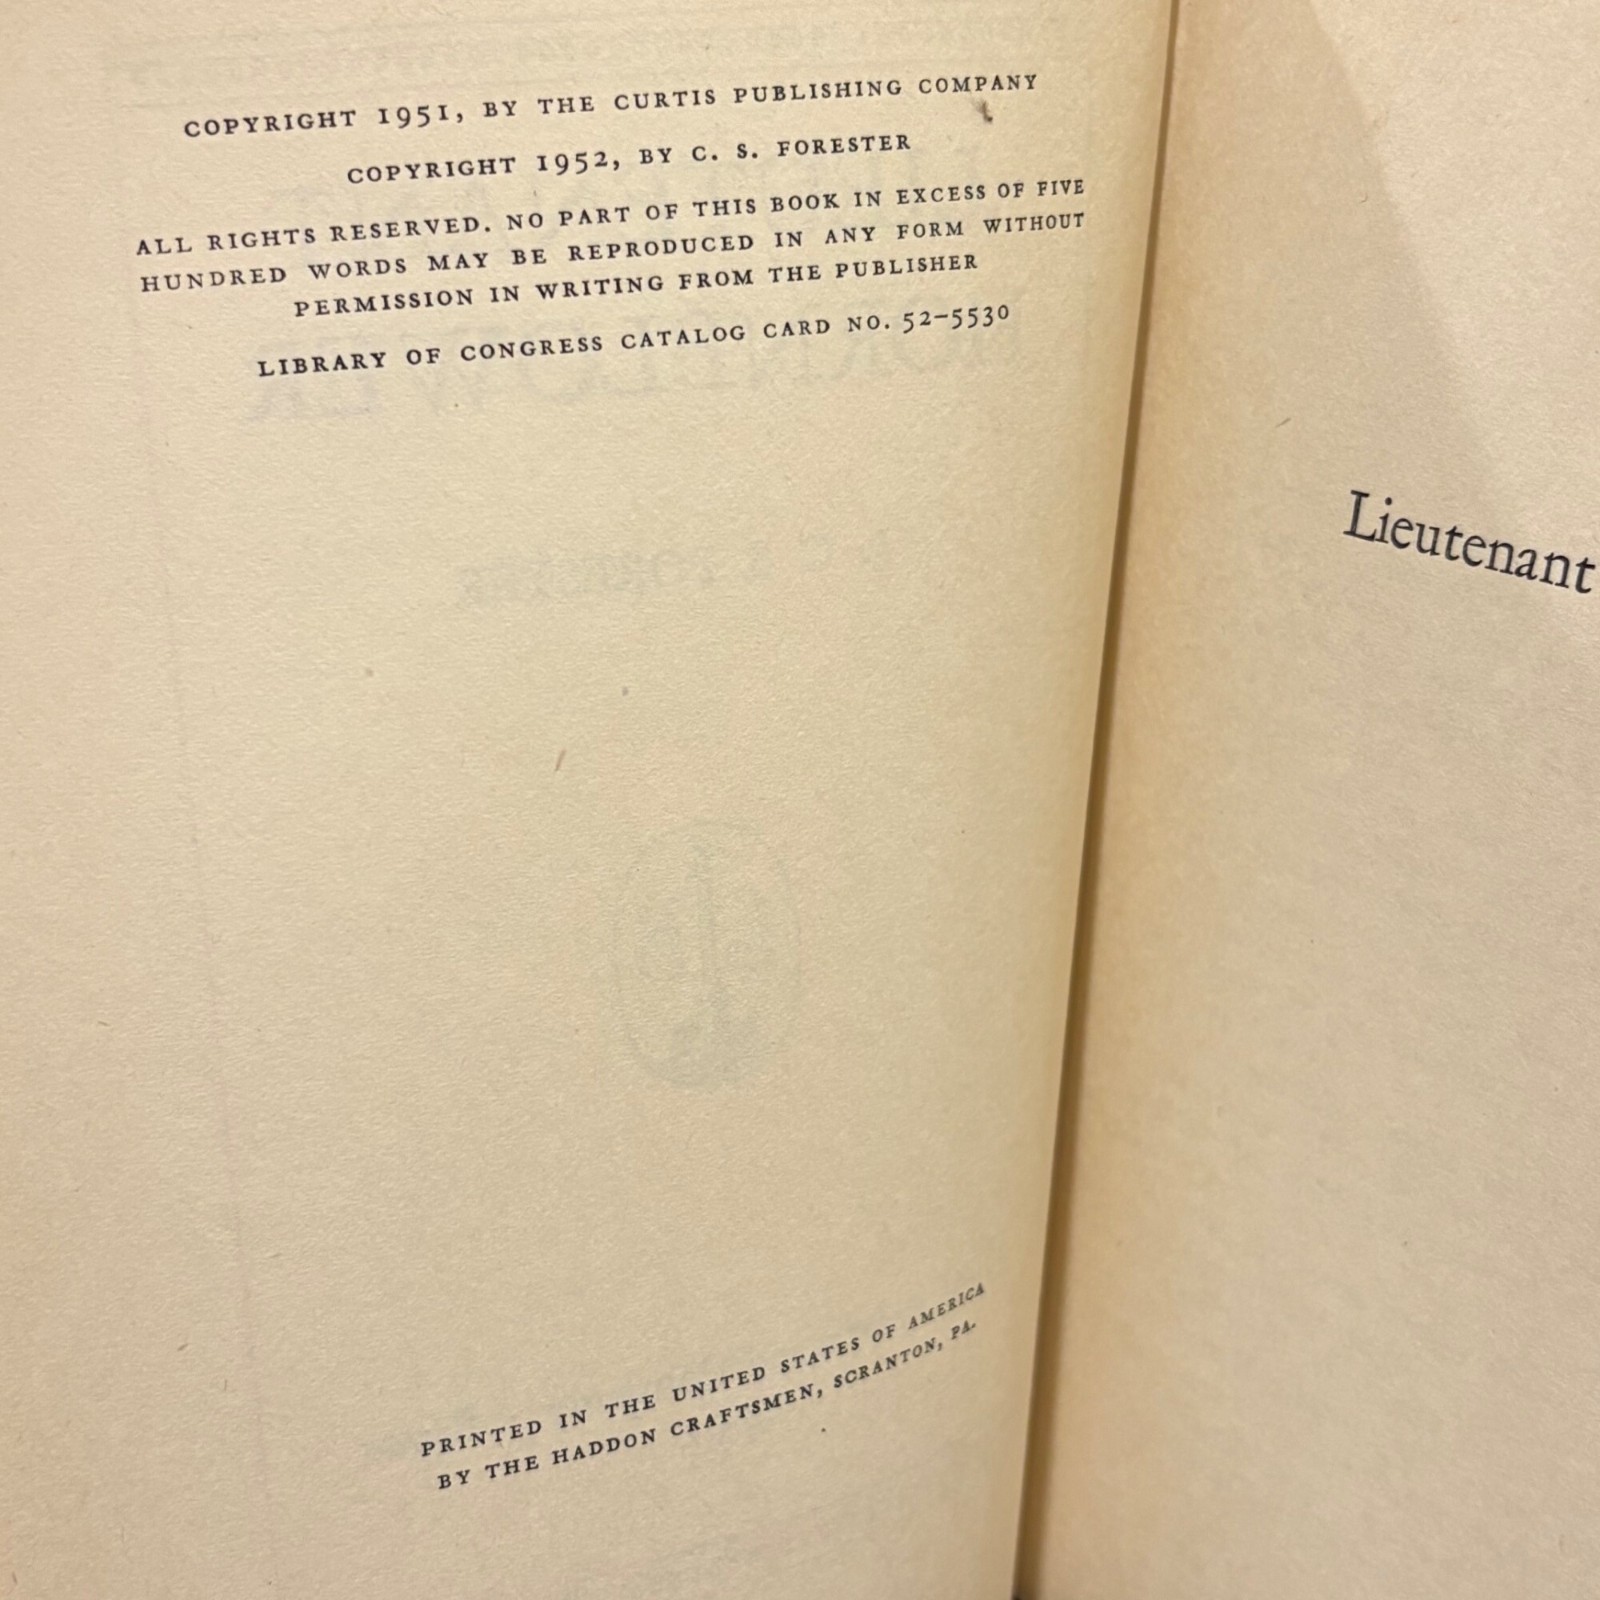 COPYRIGHT 1951, BY THE CURTIS PUBLISHING COMPANY
COPYRIGHT 1952, BY C. S. FORESTER
ALL RIGHTS RESERVED. NO PART OF THIS BOOK IN EXCESS OF FIVE
HUNDRED WORDS MAY BE REPRODUCED IN ANY FORM WITHOUT
PERMISSION IN WRITING FROM THE PUBLISHER
LIBRARY OF CONGRESS CATALOG CARD NO. 52-5530
PRINTED IN THE UNITED STATES OF AMERICA
BY THE HADDON CRAFTSMEN, SCRANTON, PA.
Lieutenant